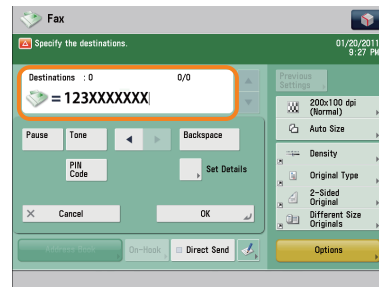 Fax
Specify the destinations.
01/20/2011
9:27 PM
Destinations : 0 0/0
= 123XXXXXXX
Previous
Settings
200x100 dpi
(Normal)
Auto Size
Pause Tone Backspace
Density
PIN
Code
Set Details
Original Type
2-Sided
Original
Cancel OK
Different Size
Originals
Address Book On-Hook Direct Send
Options